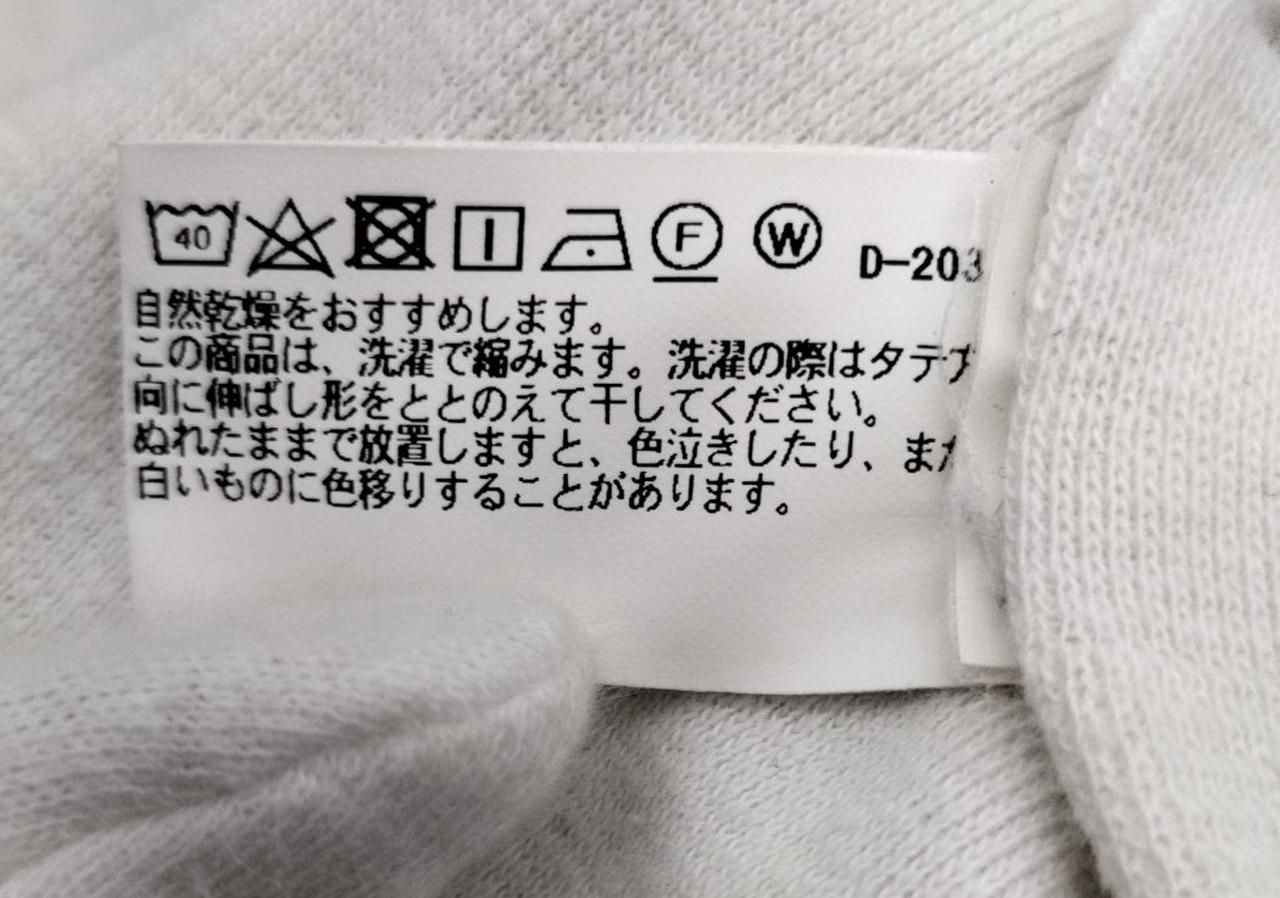 40 F W D-203
自然乾燥をおすすめします。
この商品は、洗濯で縮みます。洗濯の際はタテ
向に伸ばし形をととのえて干してください。
ぬれたままで放置しますと、色泣きしたり、また
白いものに色移りすることがあります。